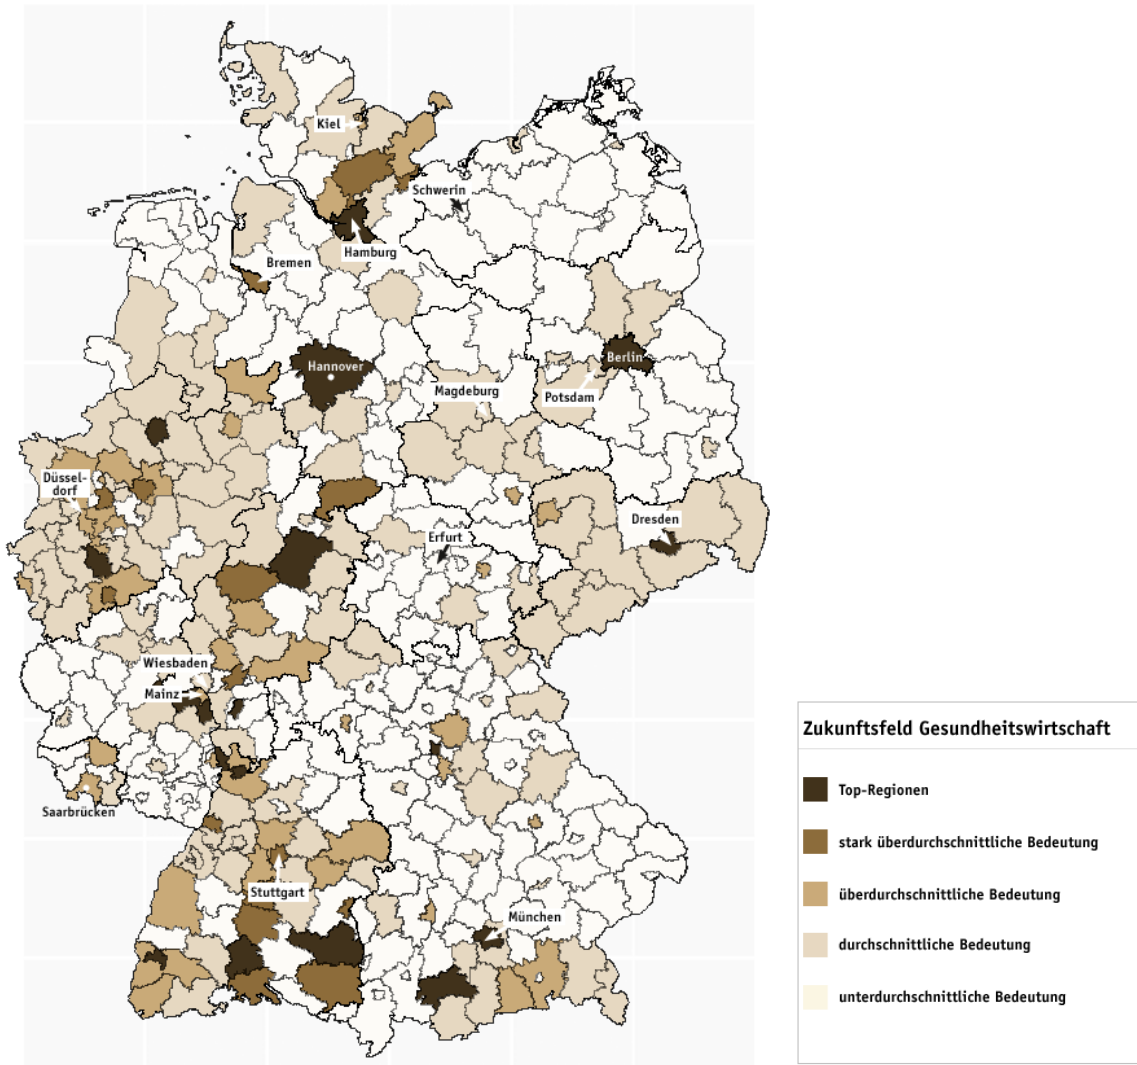 Kiel
Schwerin
Hamburg
Bremen
Hannover
Berlin
Magdeburg
Potsdam
Düssel-
dorf
Dresden
Erfurt
Wiesbaden
Mainz
Saarbrücken
Stuttgart
München
Zukunftsfeld Gesundheitswirtschaft
Top-Regionen
stark überdurchschnittliche Bedeutung
überdurchschnittliche Bedeutung
durchschnittliche Bedeutung
unterdurchschnittliche Bedeutung